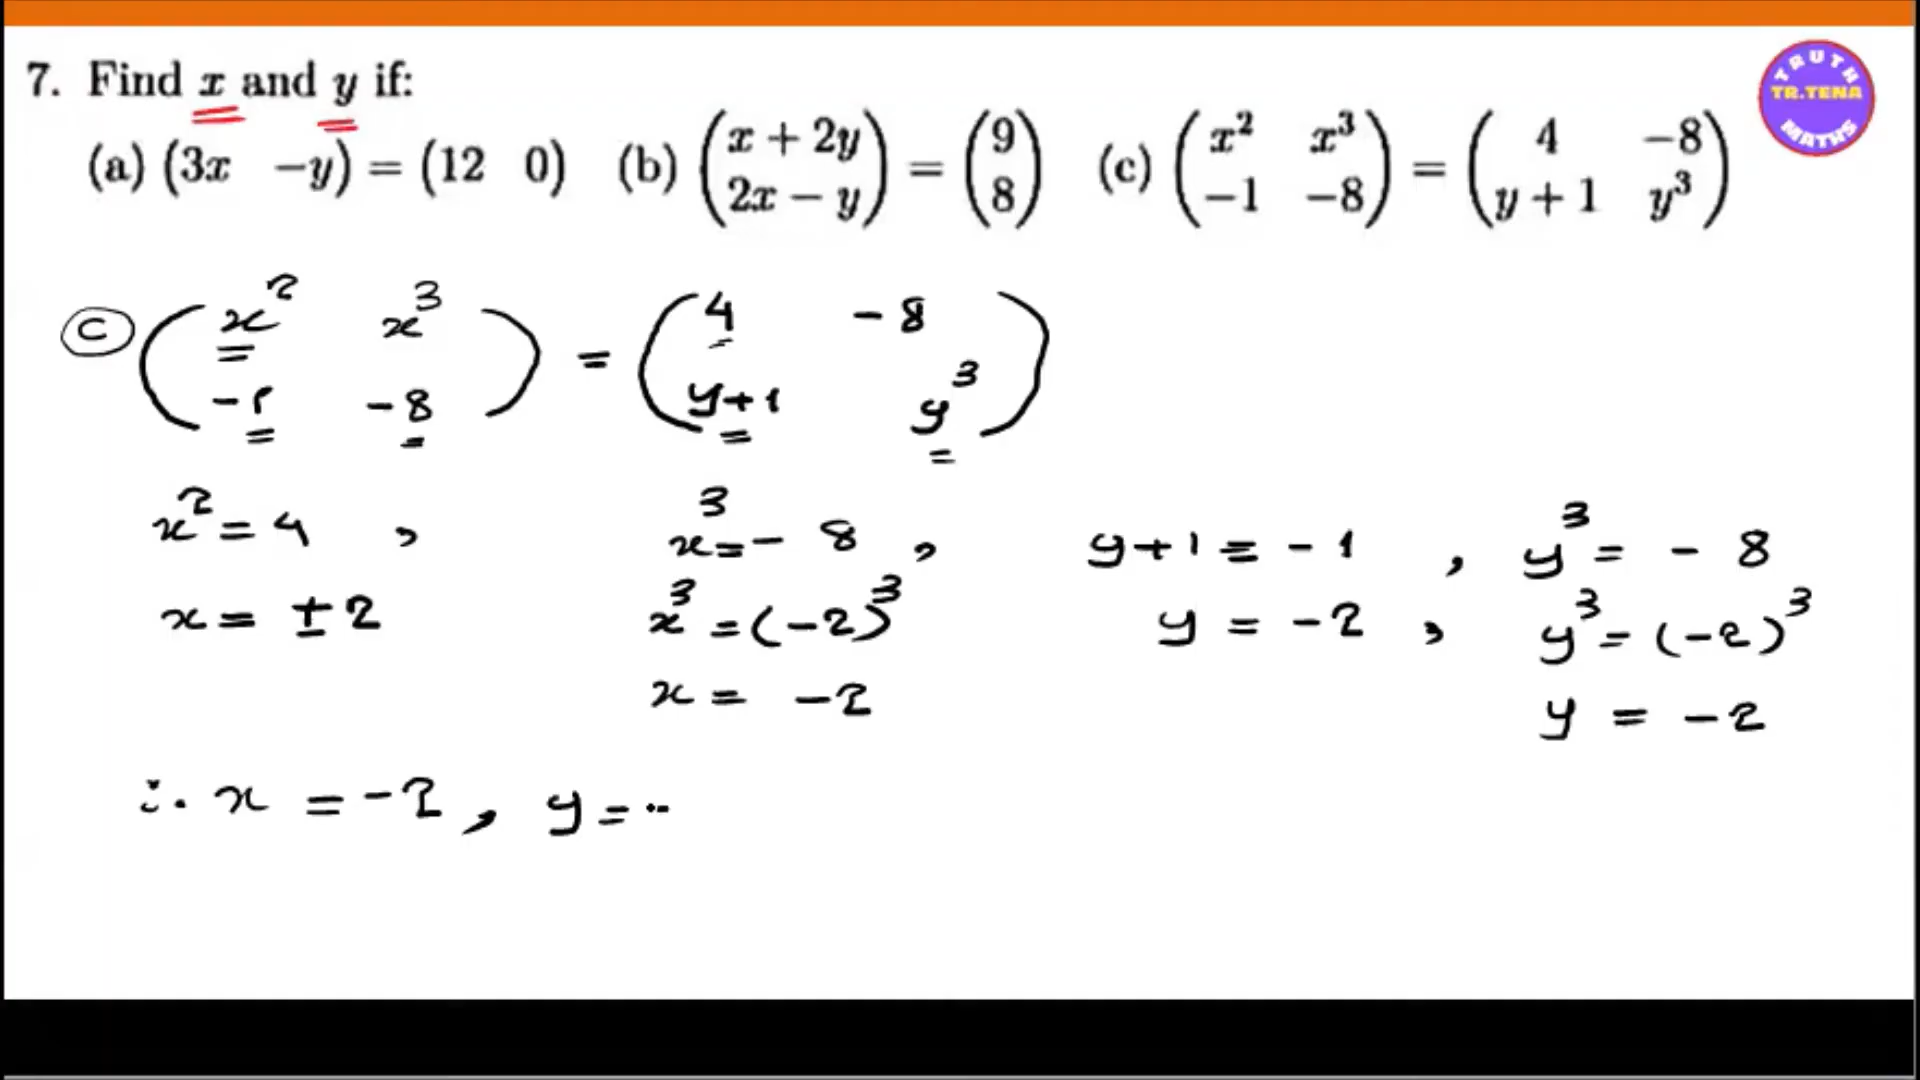 7. Find x and y if:
TRUTH
TR.TENA
MATHS
(a) (3x -y) = (12 0) (b) (x + 2y 2x - y) = (9 8) (c) (x² x³ -1 -8) = (4 -8 y + 1 y³)
C (x² x³ = (4 -8
-1 -8) y+1 y³)
x² = 4 , x³ = -8 , y+1 = -1 , y³ = -8
x = ±2 x³ = (-2)³ y = -2 , y³ = (-2)³
x = -2 y = -2
∴ x = -2 , y =